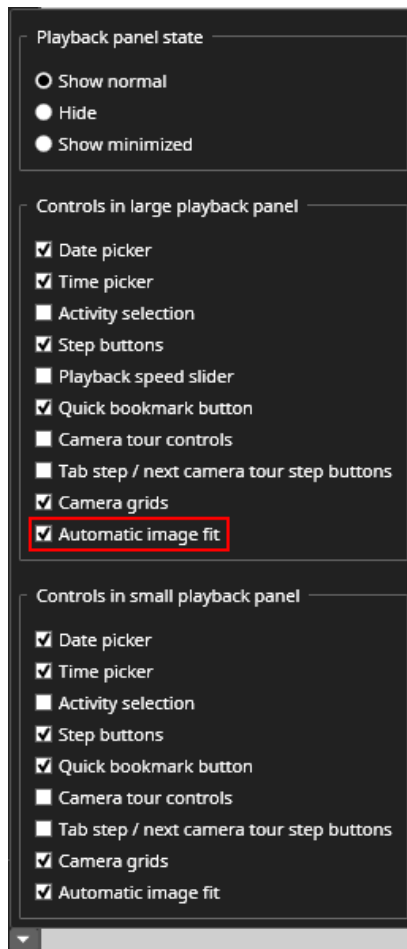 Playback panel state
Show normal
Hide
Show minimized
Controls in large playback panel
Date picker
Time picker
Activity selection
Step buttons
Playback speed slider
Quick bookmark button
Camera tour controls
Tab step / next camera tour step buttons
Camera grids
Automatic image fit
Controls in small playback panel
Date picker
Time picker
Activity selection
Step buttons
Quick bookmark button
Camera tour controls
Tab step / next camera tour step buttons
Camera grids
Automatic image fit